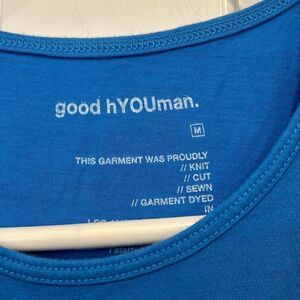 good hYOUman.
M
THIS GARMENT WAS PROUDLY
// KNIT
// CUT
// SEWN
// GARMENT DYED
IN